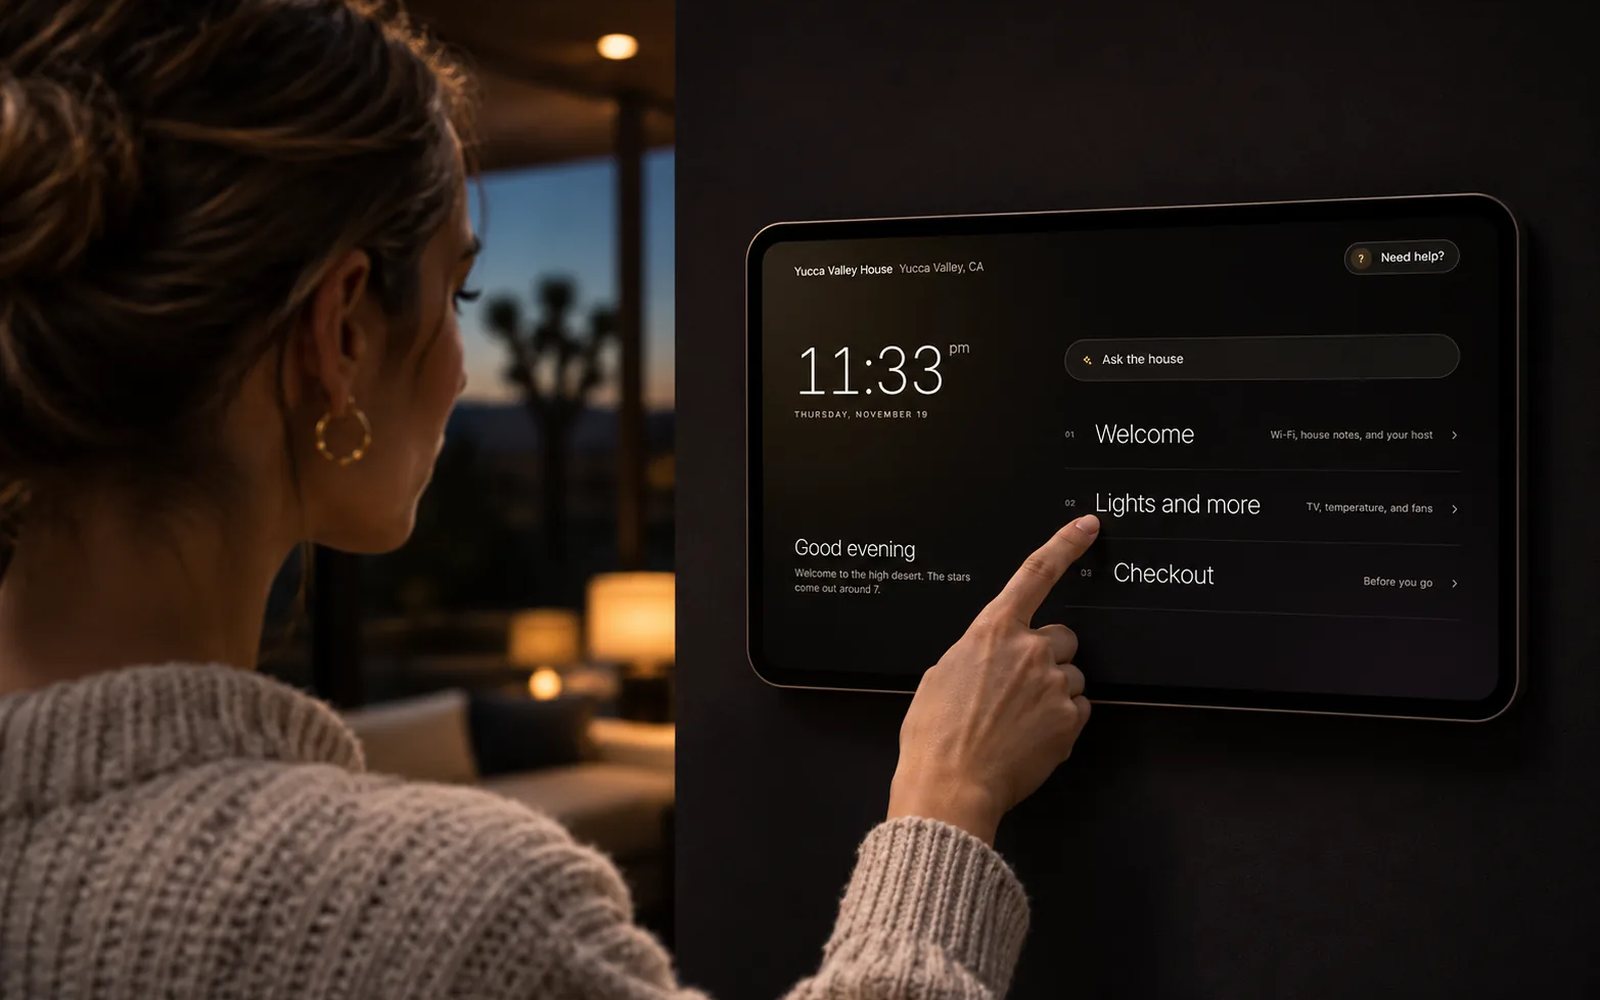 Yucca Valley House Yucca Valley, CA
? Need help?
11:33 pm
THURSDAY, NOVEMBER 19
Good evening
Welcome to the high desert. The stars
come out around 7.
Ask the house
01 Welcome Wi-Fi, house notes, and your host
02 Lights and more TV, temperature, and fans
03 Checkout Before you go